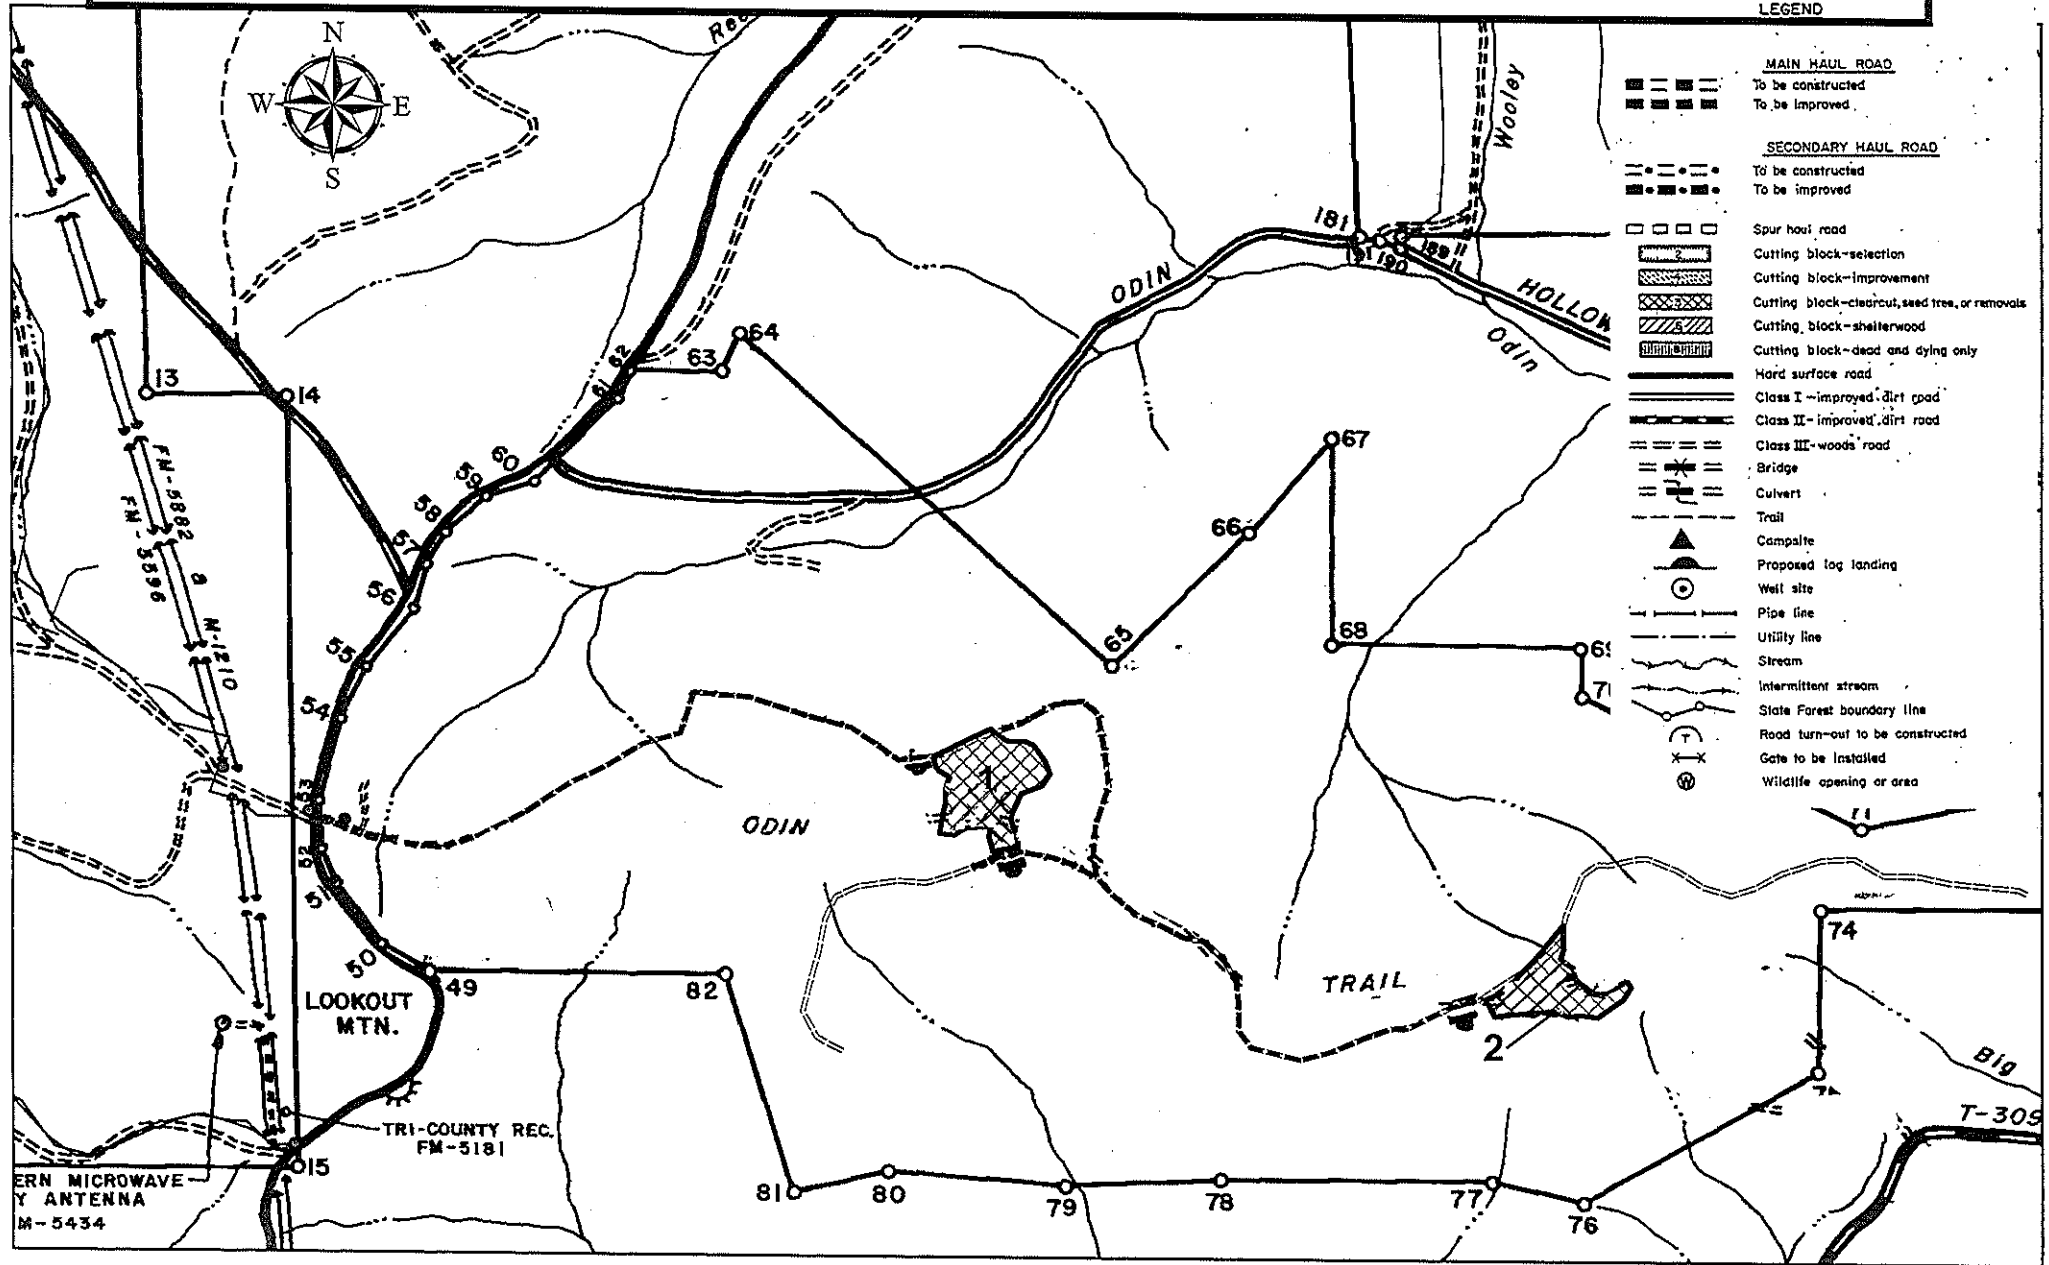 LEGEND
MAIN HAUL ROAD
To be constructed
To be improved
SECONDARY HAUL ROAD
To be constructed
To be improved
Spur haul road
2 Cutting block-selection
Cutting block-improvement
3 Cutting block-clearcut, seed tree, or removals
5 Cutting block-shelterwood
Cutting block-dead and dying only
Hard surface road
Class I-improved dirt road
Class II-improved dirt road
Class III-woods road
Bridge
Culvert
Trail
Campsite
Proposed log landing
Well site
Pipe line
Utility line
Stream
Intermittent stream
State Forest boundary line
T Road turn-out to be constructed
Gate to be installed
W Wildlife opening or area
N
W E
S
Wooley
181
190
189
ODIN
HOLLOW
Odin
13
14
62
61
63
64
60
59
58
57
56
55
54
53
52
51
50
49
65
66
67
68
69
FM-5882
FM-5596
&
M-1210
ODIN
TRAIL
1
2
LOOKOUT
MTN.
82
81
80
79
78
77
76
74
71
Big
T-309
TRI-COUNTY REC.
FM-5181
15
ERN MICROWAVE
Y ANTENNA
M-5434